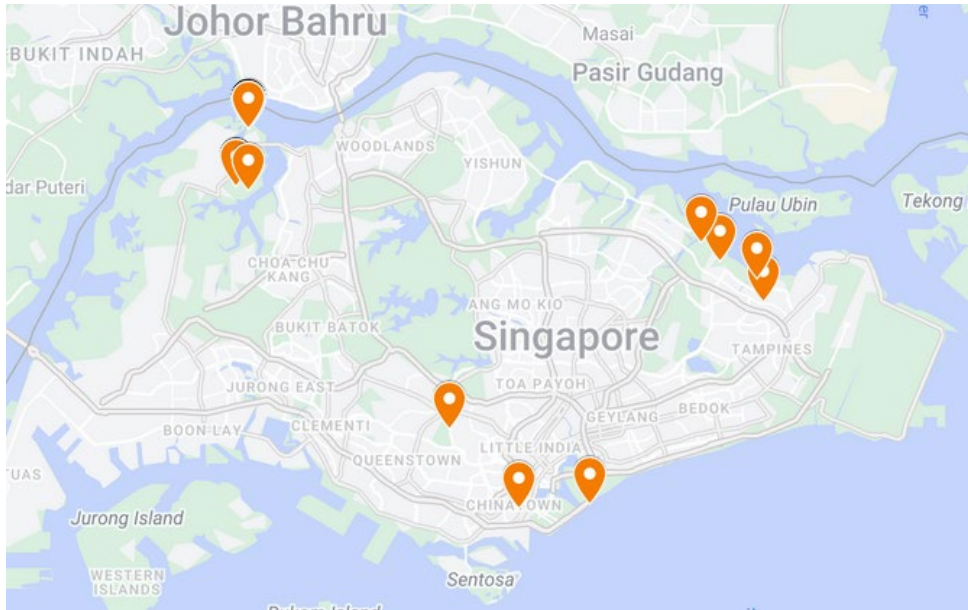 Johor Bahru
BUKIT INDAH
Masai
Pasir Gudang
WOODLANDS
YISHUN
dar Puteri
Pulau Ubin
Tekong
CHOA CHU
KANG
ANG MO KIO
BUKIT BATOK
Singapore
TAMPINES
JURONG EAST
TOA PAYOH
GEYLANG
BEDOK
BOON LAY
CLEMENTI
LITTLE INDIA
QUEENSTOWN
TUAS
CHINATOWN
Jurong Island
WESTERN
ISLANDS
Sentosa